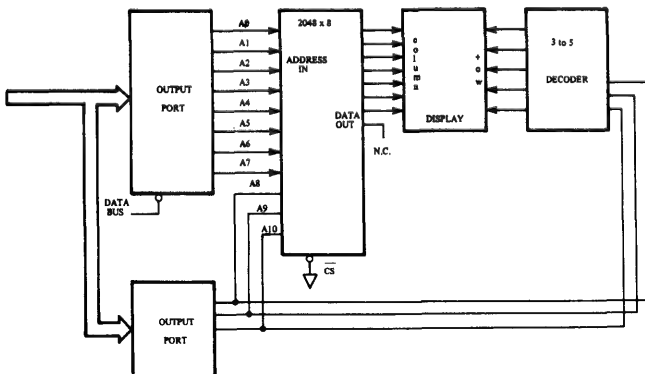 A0
A1
A2
A3
A4
A5
A6
A7
A8
A9
A10
OUTPUT
PORT
DATA
BUS
2048 x 8
ADDRESS
IN
DATA
OUT
N.C.
CS
column
row
DISPLAY
3 to 5
DECODER
OUTPUT
PORT